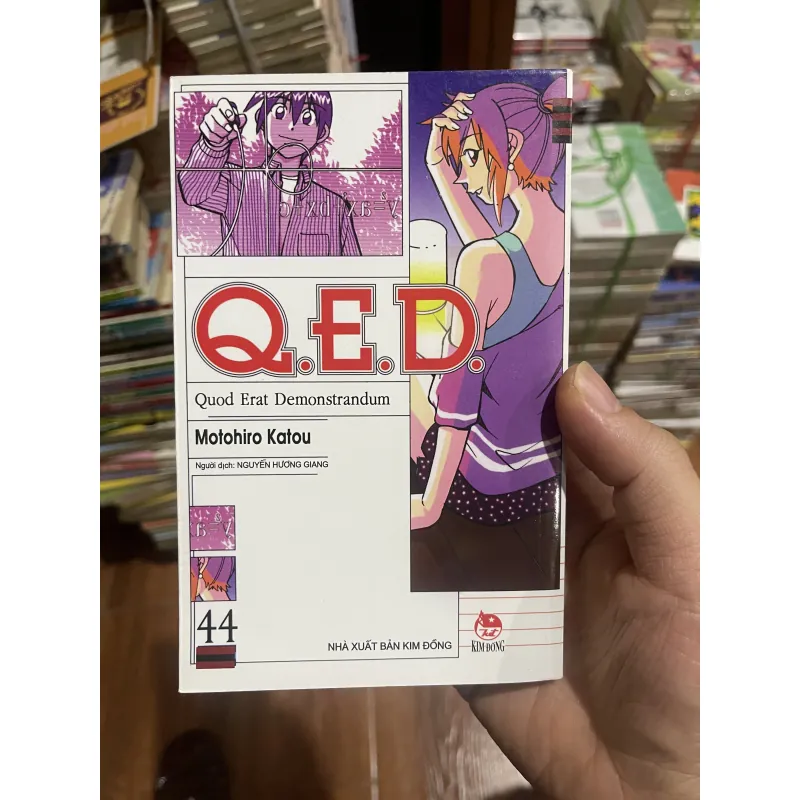 Q.E.D.
Quod Erat Demonstrandum
Motohiro Katou
Người dịch: NGUYỄN HƯƠNG GIANG
44
NHÀ XUẤT BẢN KIM ĐỒNG
KIM ĐỒNG